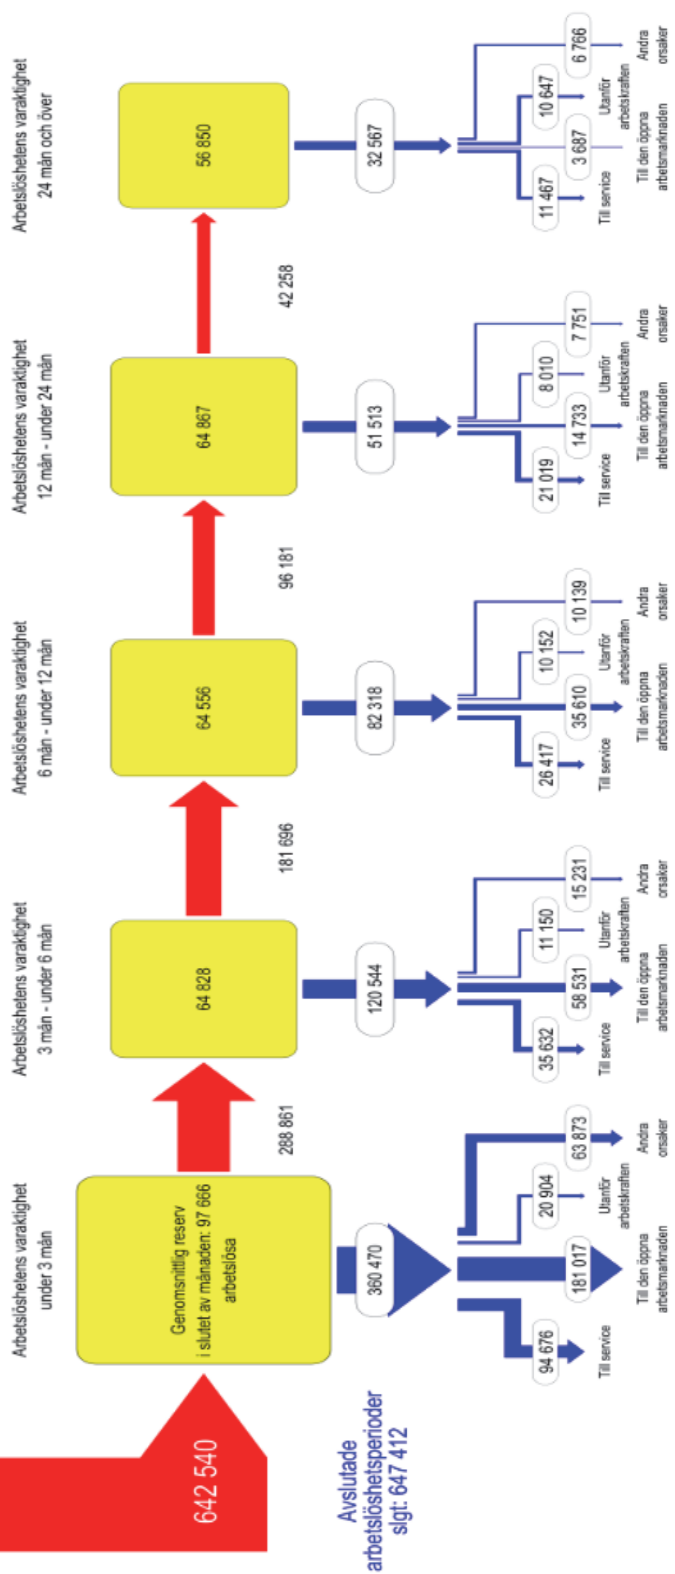 Arbetslöshetens varaktighet
under 3 mån
Arbetslöshetens varaktighet
3 mån - under 6 mån
Arbetslöshetens varaktighet
6 mån - under 12 mån
Arbetslöshetens varaktighet
12 mån - under 24 mån
Arbetslöshetens varaktighet
24 mån och över
642 540
Genomsnittlig reserv
i slutet av månaden: 97 666
arbetslösa
288 861
64 828
181 696
64 556
96 181
64 867
42 258
56 850
Avslutade
arbetslöshetsperioder
slgt: 647 412
360 470
120 544
82 318
51 513
32 567
94 676
Till service
181 017
Till den öppna
arbetsmarknaden
20 904
Utanför
arbetskraften
63 873
Andra
orsaker
35 632
Till service
58 531
Till den öppna
arbetsmarknaden
11 150
Utanför
arbetskraften
15 231
Andra
orsaker
26 417
Till service
35 610
Till den öppna
arbetsmarknaden
10 152
Utanför
arbetskraften
10 139
Andra
orsaker
21 019
Till service
14 733
Till den öppna
arbetsmarknaden
8 010
Utanför
arbetskraften
7 751
Andra
orsaker
11 467
Till service
3 687
Till den öppna
arbetsmarknaden
10 647
Utanför
arbetskraften
6 766
Andra
orsaker